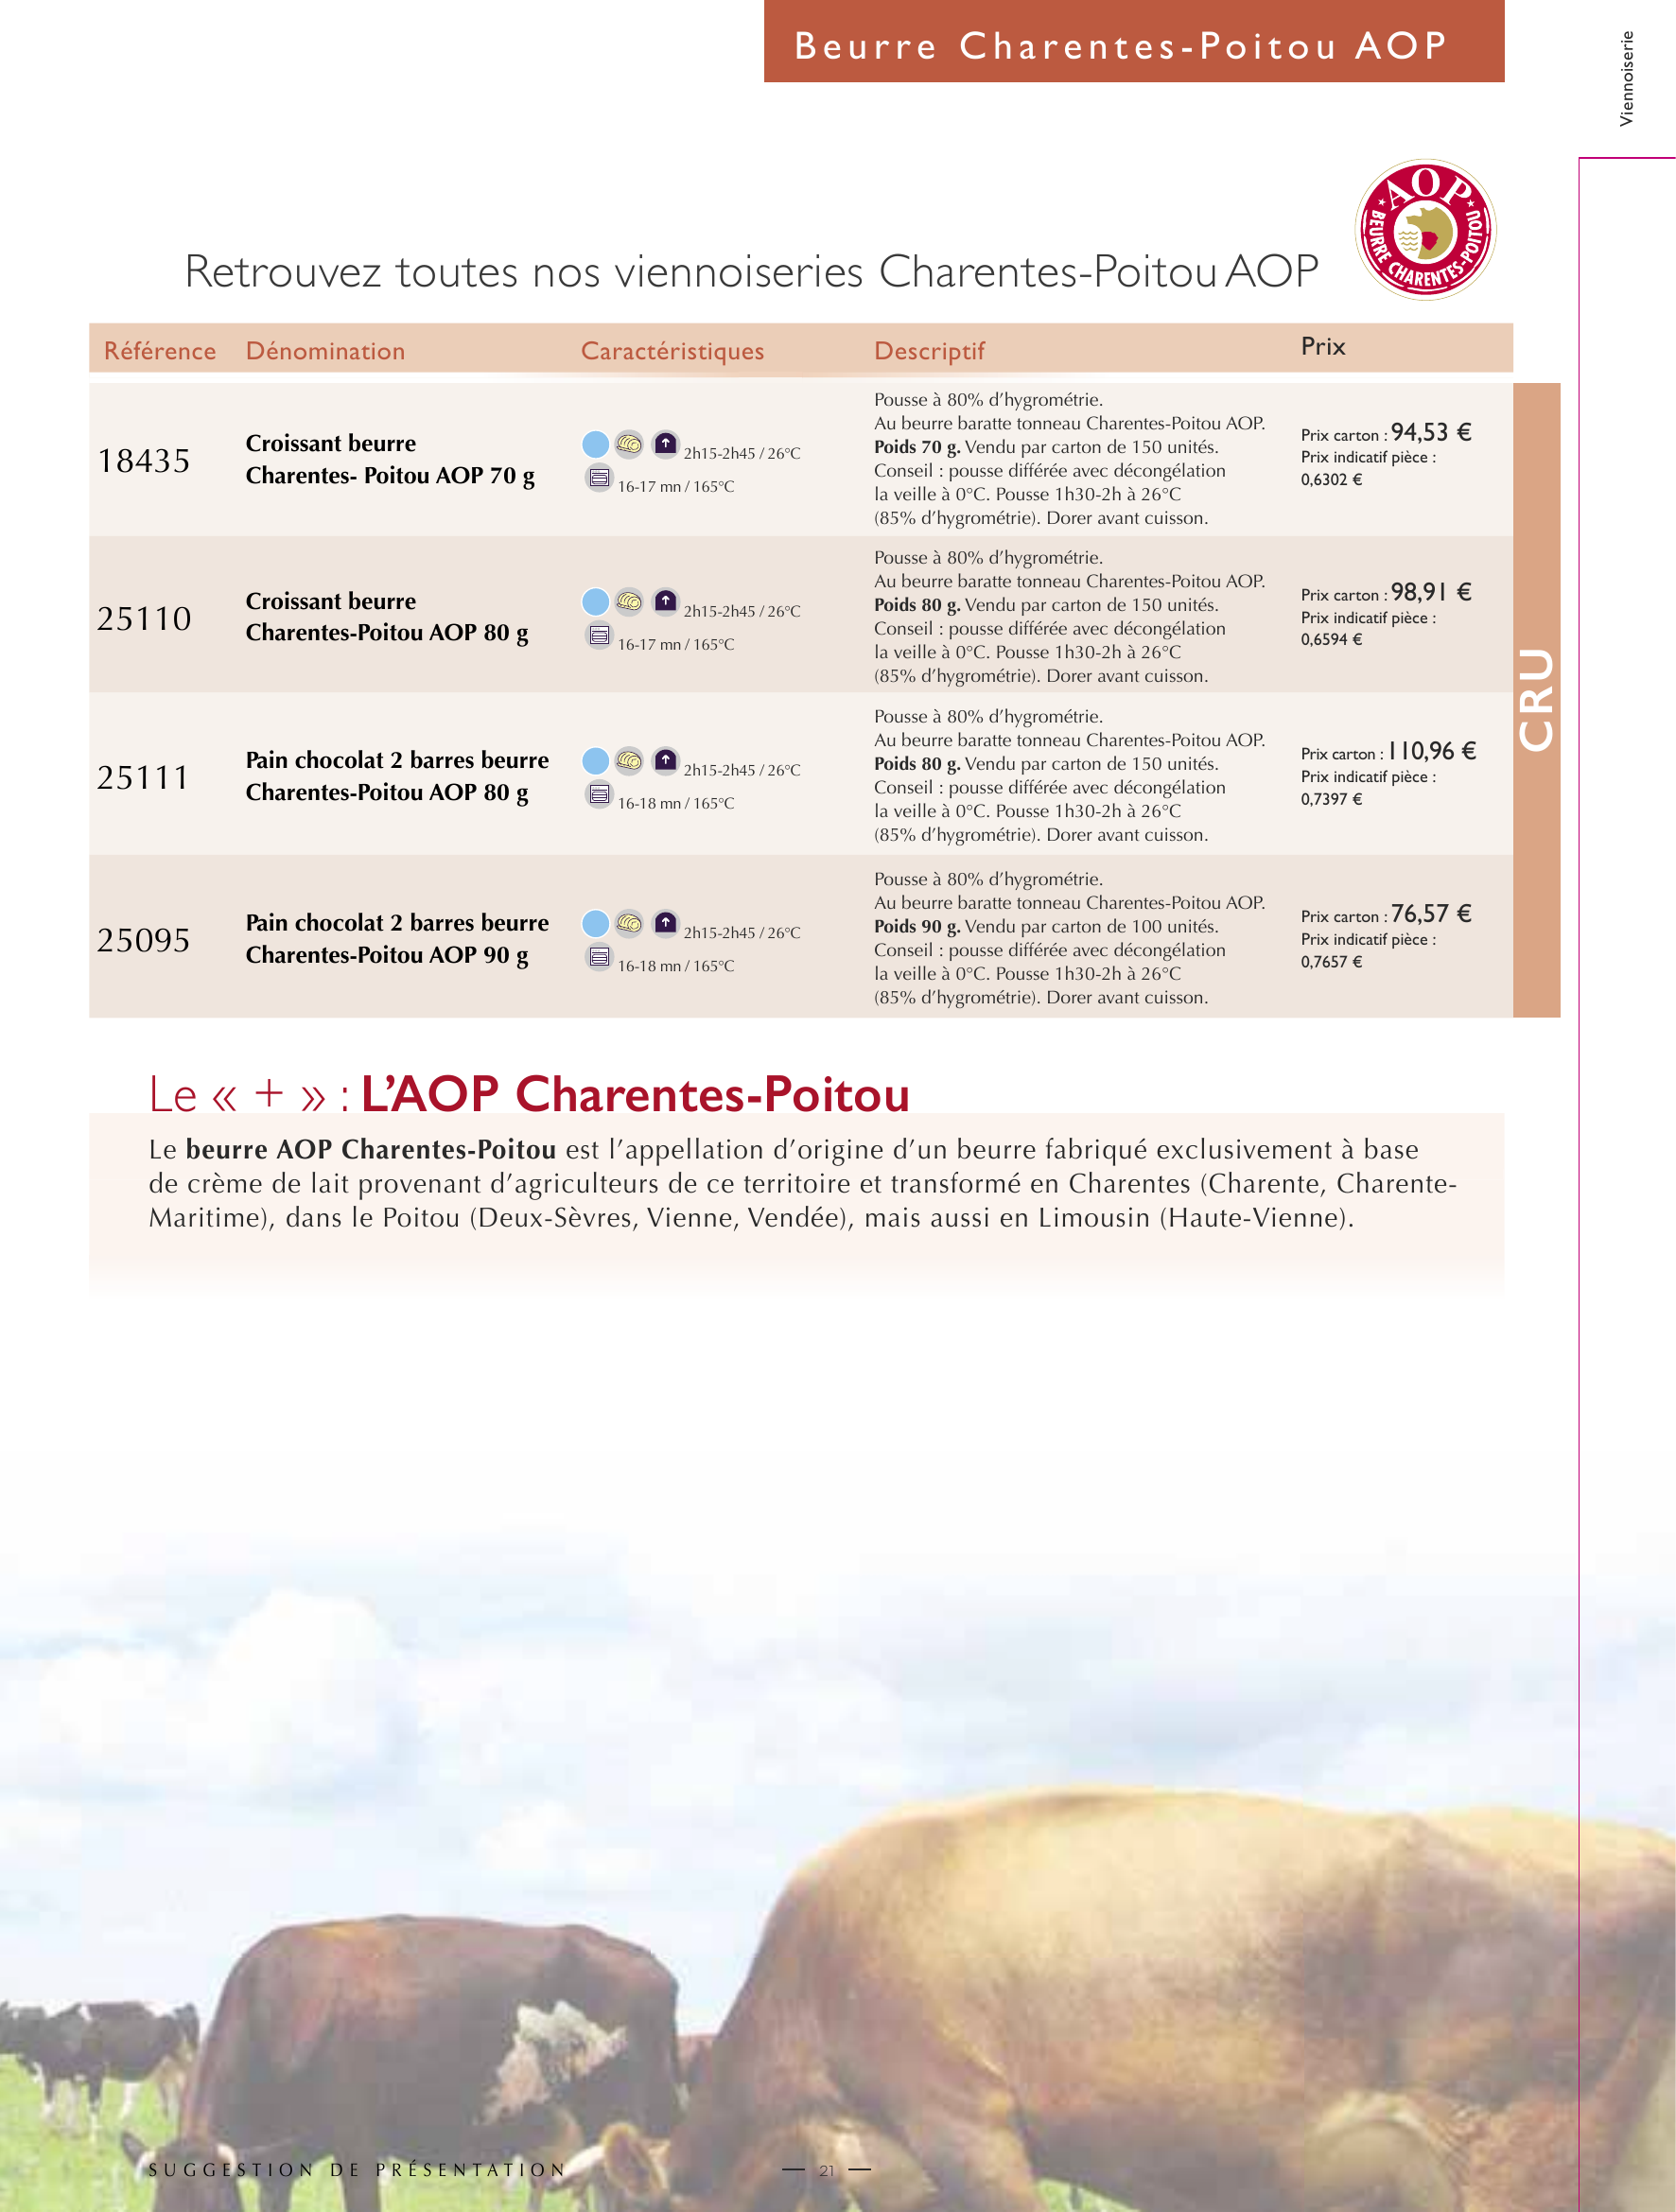 Beurre Charentes-Poitou AOP
Viennoiserie
AOP
BEURRE CHARENTES-POITOU
Retrouvez toutes nos viennoiseries Charentes-Poitou AOP
Référence Dénomination Caractéristiques Descriptif Prix
18435
Croissant beurre
Charentes- Poitou AOP 70 g
2h15-2h45 / 26°C
16-17 mn / 165°C
Pousse à 80% d’hygrométrie.
Au beurre baratte tonneau Charentes-Poitou AOP.
Poids 70 g. Vendu par carton de 150 unités.
Conseil : pousse différée avec décongélation
la veille à 0°C. Pousse 1h30-2h à 26°C
(85% d’hygrométrie). Dorer avant cuisson.
Prix carton : 94,53 €
Prix indicatif pièce :
0,6302 €
25110
Croissant beurre
Charentes-Poitou AOP 80 g
2h15-2h45 / 26°C
16-17 mn / 165°C
Pousse à 80% d’hygrométrie.
Au beurre baratte tonneau Charentes-Poitou AOP.
Poids 80 g. Vendu par carton de 150 unités.
Conseil : pousse différée avec décongélation
la veille à 0°C. Pousse 1h30-2h à 26°C
(85% d’hygrométrie). Dorer avant cuisson.
Prix carton : 98,91 €
Prix indicatif pièce :
0,6594 €
25111
Pain chocolat 2 barres beurre
Charentes-Poitou AOP 80 g
2h15-2h45 / 26°C
16-18 mn / 165°C
Pousse à 80% d’hygrométrie.
Au beurre baratte tonneau Charentes-Poitou AOP.
Poids 80 g. Vendu par carton de 150 unités.
Conseil : pousse différée avec décongélation
la veille à 0°C. Pousse 1h30-2h à 26°C
(85% d’hygrométrie). Dorer avant cuisson.
Prix carton : 110,96 €
Prix indicatif pièce :
0,7397 €
25095
Pain chocolat 2 barres beurre
Charentes-Poitou AOP 90 g
2h15-2h45 / 26°C
16-18 mn / 165°C
Pousse à 80% d’hygrométrie.
Au beurre baratte tonneau Charentes-Poitou AOP.
Poids 90 g. Vendu par carton de 100 unités.
Conseil : pousse différée avec décongélation
la veille à 0°C. Pousse 1h30-2h à 26°C
(85% d’hygrométrie). Dorer avant cuisson.
Prix carton : 76,57 €
Prix indicatif pièce :
0,7657 €
CRU
Le « + » : L’AOP Charentes-Poitou
Le beurre AOP Charentes-Poitou est l’appellation d’origine d’un beurre fabriqué exclusivement à base
de crème de lait provenant d’agriculteurs de ce territoire et transformé en Charentes (Charente, Charente-
Maritime), dans le Poitou (Deux-Sèvres, Vienne, Vendée), mais aussi en Limousin (Haute-Vienne).
SUGGESTION DE PRÉSENTATION
— 21 —